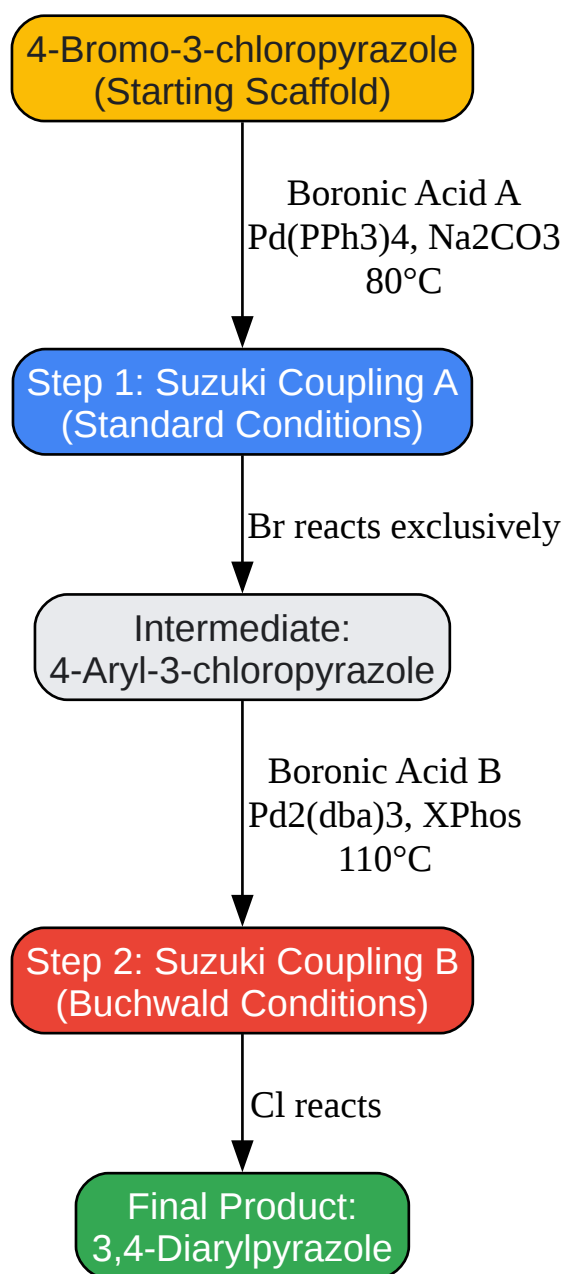 4-Bromo-3-chloropyrazole
(Starting Scaffold)
Boronic Acid A
Pd(PPh3)4, Na2CO3
80°C
Step 1: Suzuki Coupling A
(Standard Conditions)
Br reacts exclusively
Intermediate:
4-Aryl-3-chloropyrazole
Boronic Acid B
Pd2(dba)3, XPhos
110°C
Step 2: Suzuki Coupling B
(Buchwald Conditions)
Cl reacts
Final Product:
3,4-Diarylpyrazole